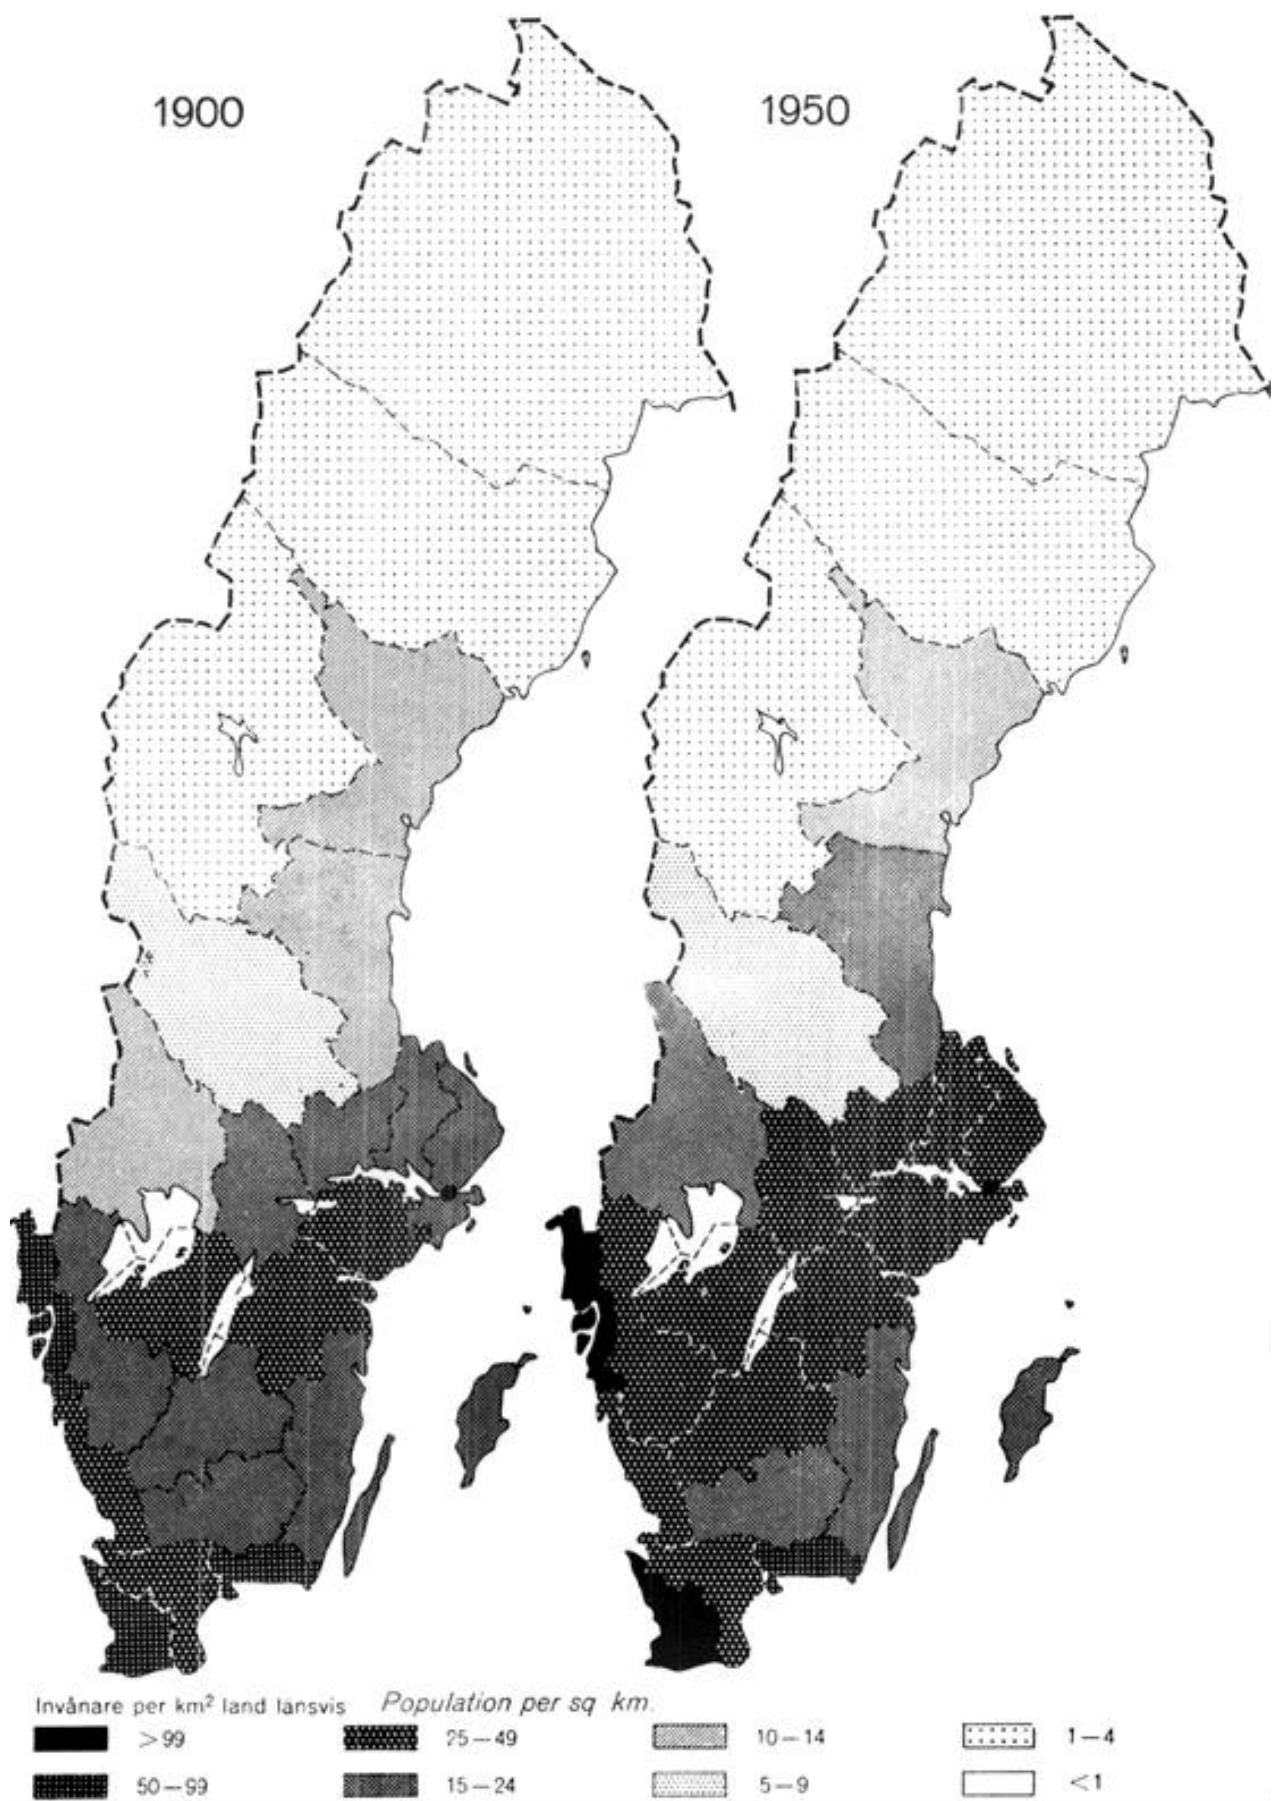 1900
1950
Invånare per km² land länsvis Population per sq km.
>99 25—49 10—14 1—4
50—99 15—24 5—9 <1